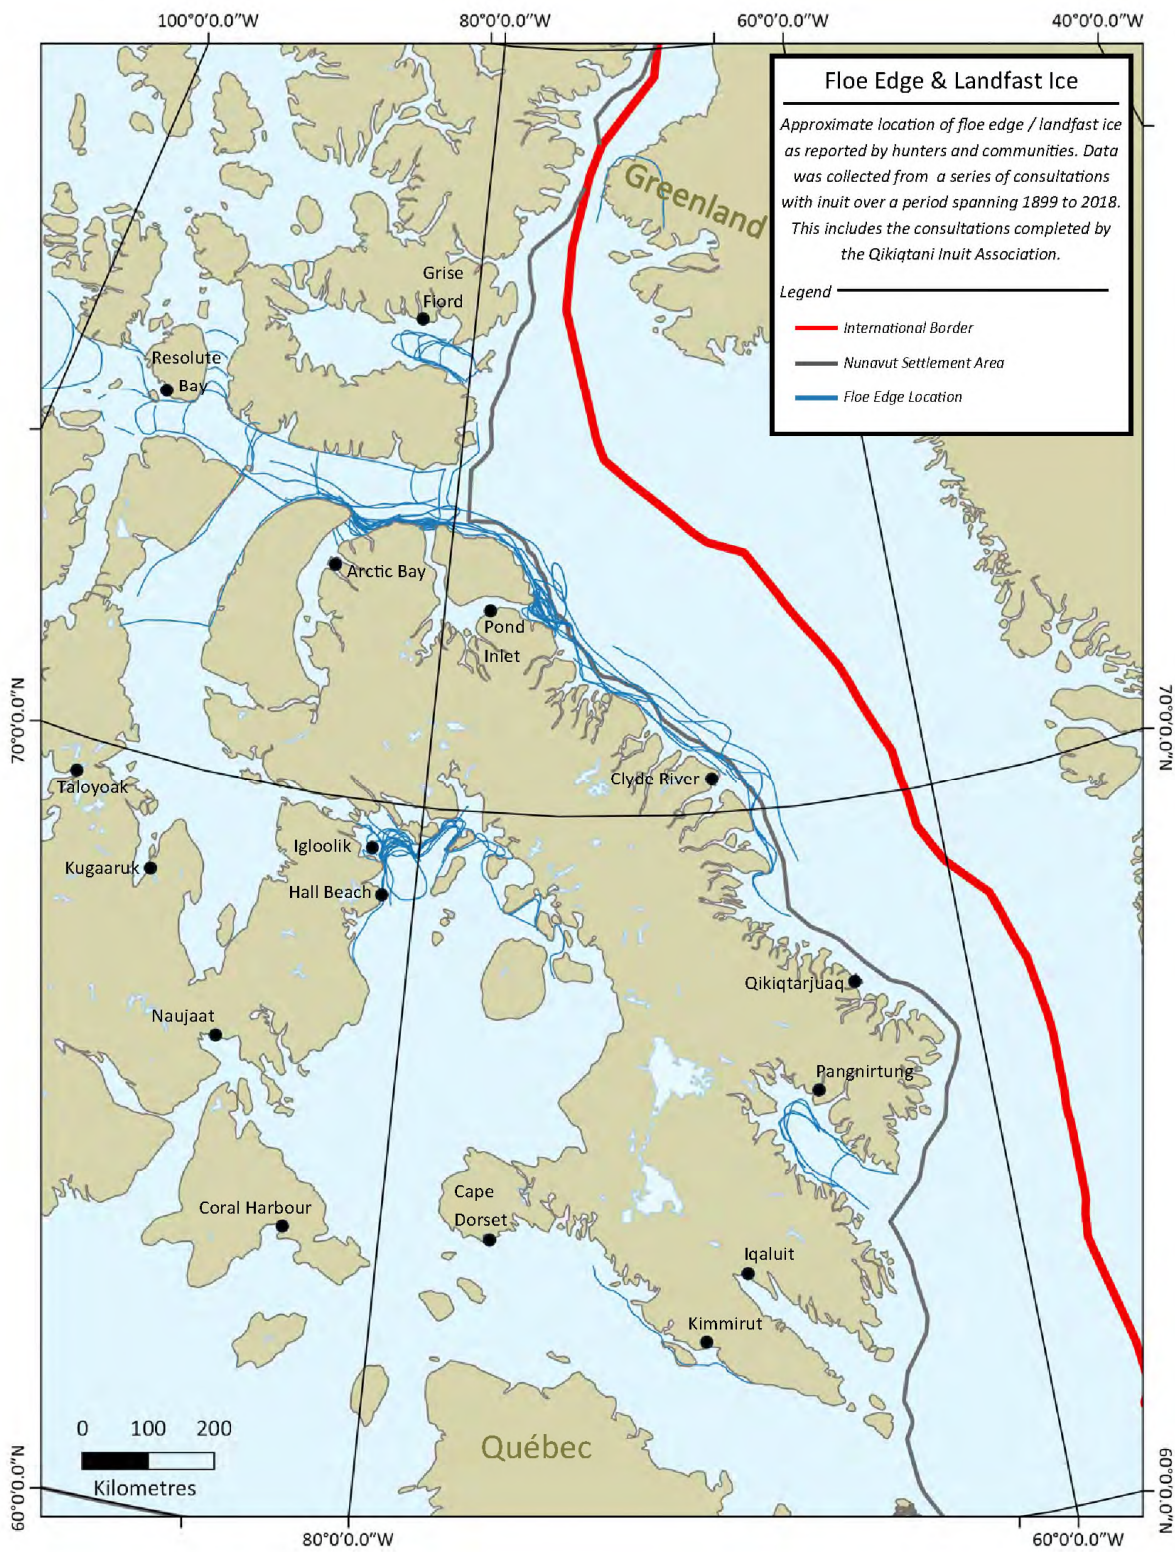 100°0'0.0"W
80°0'0.0"W
60°0'0.0"W
40°0'0.0"W
Floe Edge & Landfast Ice
Approximate location of floe edge / landfast ice
as reported by hunters and communities. Data
was collected from a series of consultations
with inuit over a period spanning 1899 to 2018.
This includes the consultations completed by
the Qikiqtani Inuit Association.
Legend
International Border
Nunavut Settlement Area
Floe Edge Location
Greenland
Grise
Fiord
Resolute
Bay
Arctic Bay
Pond
Inlet
70°0'0.0"N
70°0'0.0"N
Clyde River
Taloyoak
Igloolik
Kugaaruk
Hall Beach
Qikiqtarjuaq
Naujaat
Pangnirtung
Cape
Dorset
Coral Harbour
Iqaluit
Kimmirut
Québec
0 100 200
Kilometres
60°0'0.0"N
60°0'0.0"N
80°0'0.0"W
60°0'0.0"W